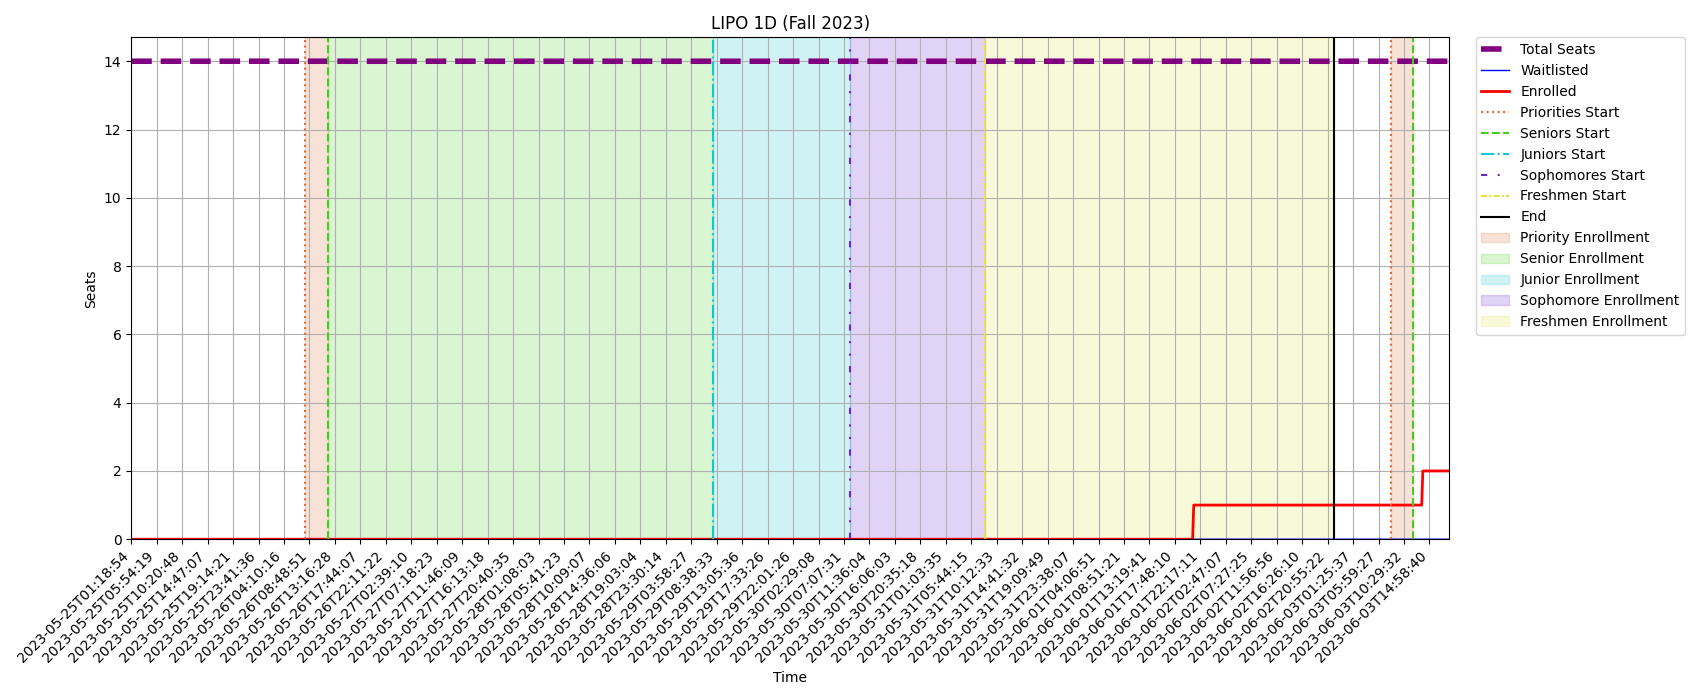 LIPO 1D (Fall 2023)
Seats
14
12
10
8
6
4
2
0
2023-05-25T01:18:54
2023-05-25T05:54:19
2023-05-25T10:20:48
2023-05-25T14:47:07
2023-05-25T19:14:21
2023-05-25T23:41:36
2023-05-26T04:10:16
2023-05-26T08:48:51
2023-05-26T13:16:28
2023-05-26T17:44:07
2023-05-26T22:11:22
2023-05-27T02:39:10
2023-05-27T07:18:23
2023-05-27T11:46:09
2023-05-27T16:13:18
2023-05-27T20:40:35
2023-05-28T01:08:03
2023-05-28T05:41:23
2023-05-28T10:09:07
2023-05-28T14:36:06
2023-05-28T19:03:04
2023-05-28T23:30:14
2023-05-29T03:58:27
2023-05-29T08:38:33
2023-05-29T13:05:36
2023-05-29T17:33:26
2023-05-29T22:01:26
2023-05-30T02:29:08
2023-05-30T07:07:31
2023-05-30T11:36:04
2023-05-30T16:06:03
2023-05-30T20:35:18
2023-05-31T01:03:35
2023-05-31T05:44:15
2023-05-31T10:12:33
2023-05-31T14:41:32
2023-05-31T19:09:49
2023-05-31T23:38:07
2023-06-01T04:06:51
2023-06-01T08:51:21
2023-06-01T13:19:41
2023-06-01T17:48:10
2023-06-01T22:17:11
2023-06-02T02:47:07
2023-06-02T07:27:25
2023-06-02T11:56:56
2023-06-02T16:26:10
2023-06-02T20:55:22
2023-06-03T01:25:37
2023-06-03T05:59:27
2023-06-03T10:29:32
2023-06-03T14:58:40
Time
Total Seats
Waitlisted
Enrolled
Priorities Start
Seniors Start
Juniors Start
Sophomores Start
Freshmen Start
End
Priority Enrollment
Senior Enrollment
Junior Enrollment
Sophomore Enrollment
Freshmen Enrollment